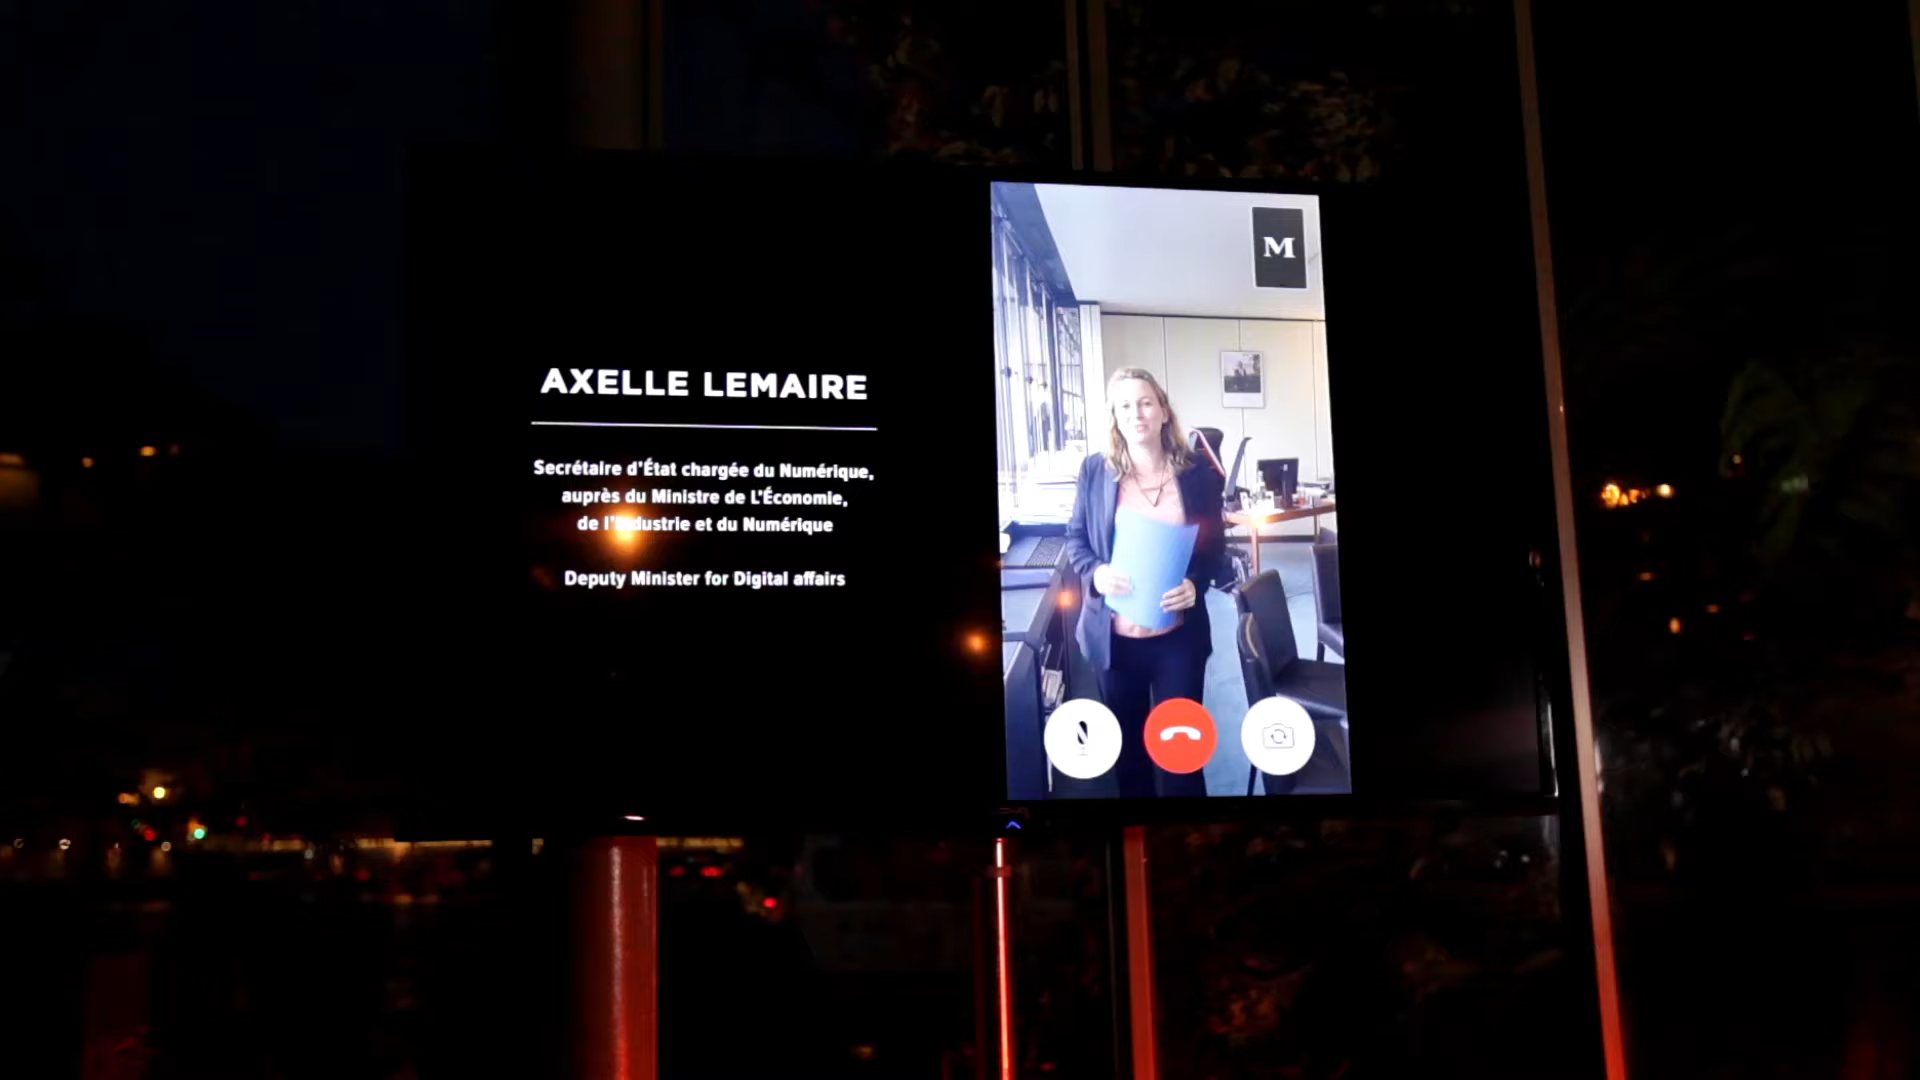 AXELLE LEMAIRE
Secrétaire d'État chargée du Numérique,
auprès du Ministre de L'Économie,
de l'Industrie et du Numérique
Deputy Minister for Digital affairs
M